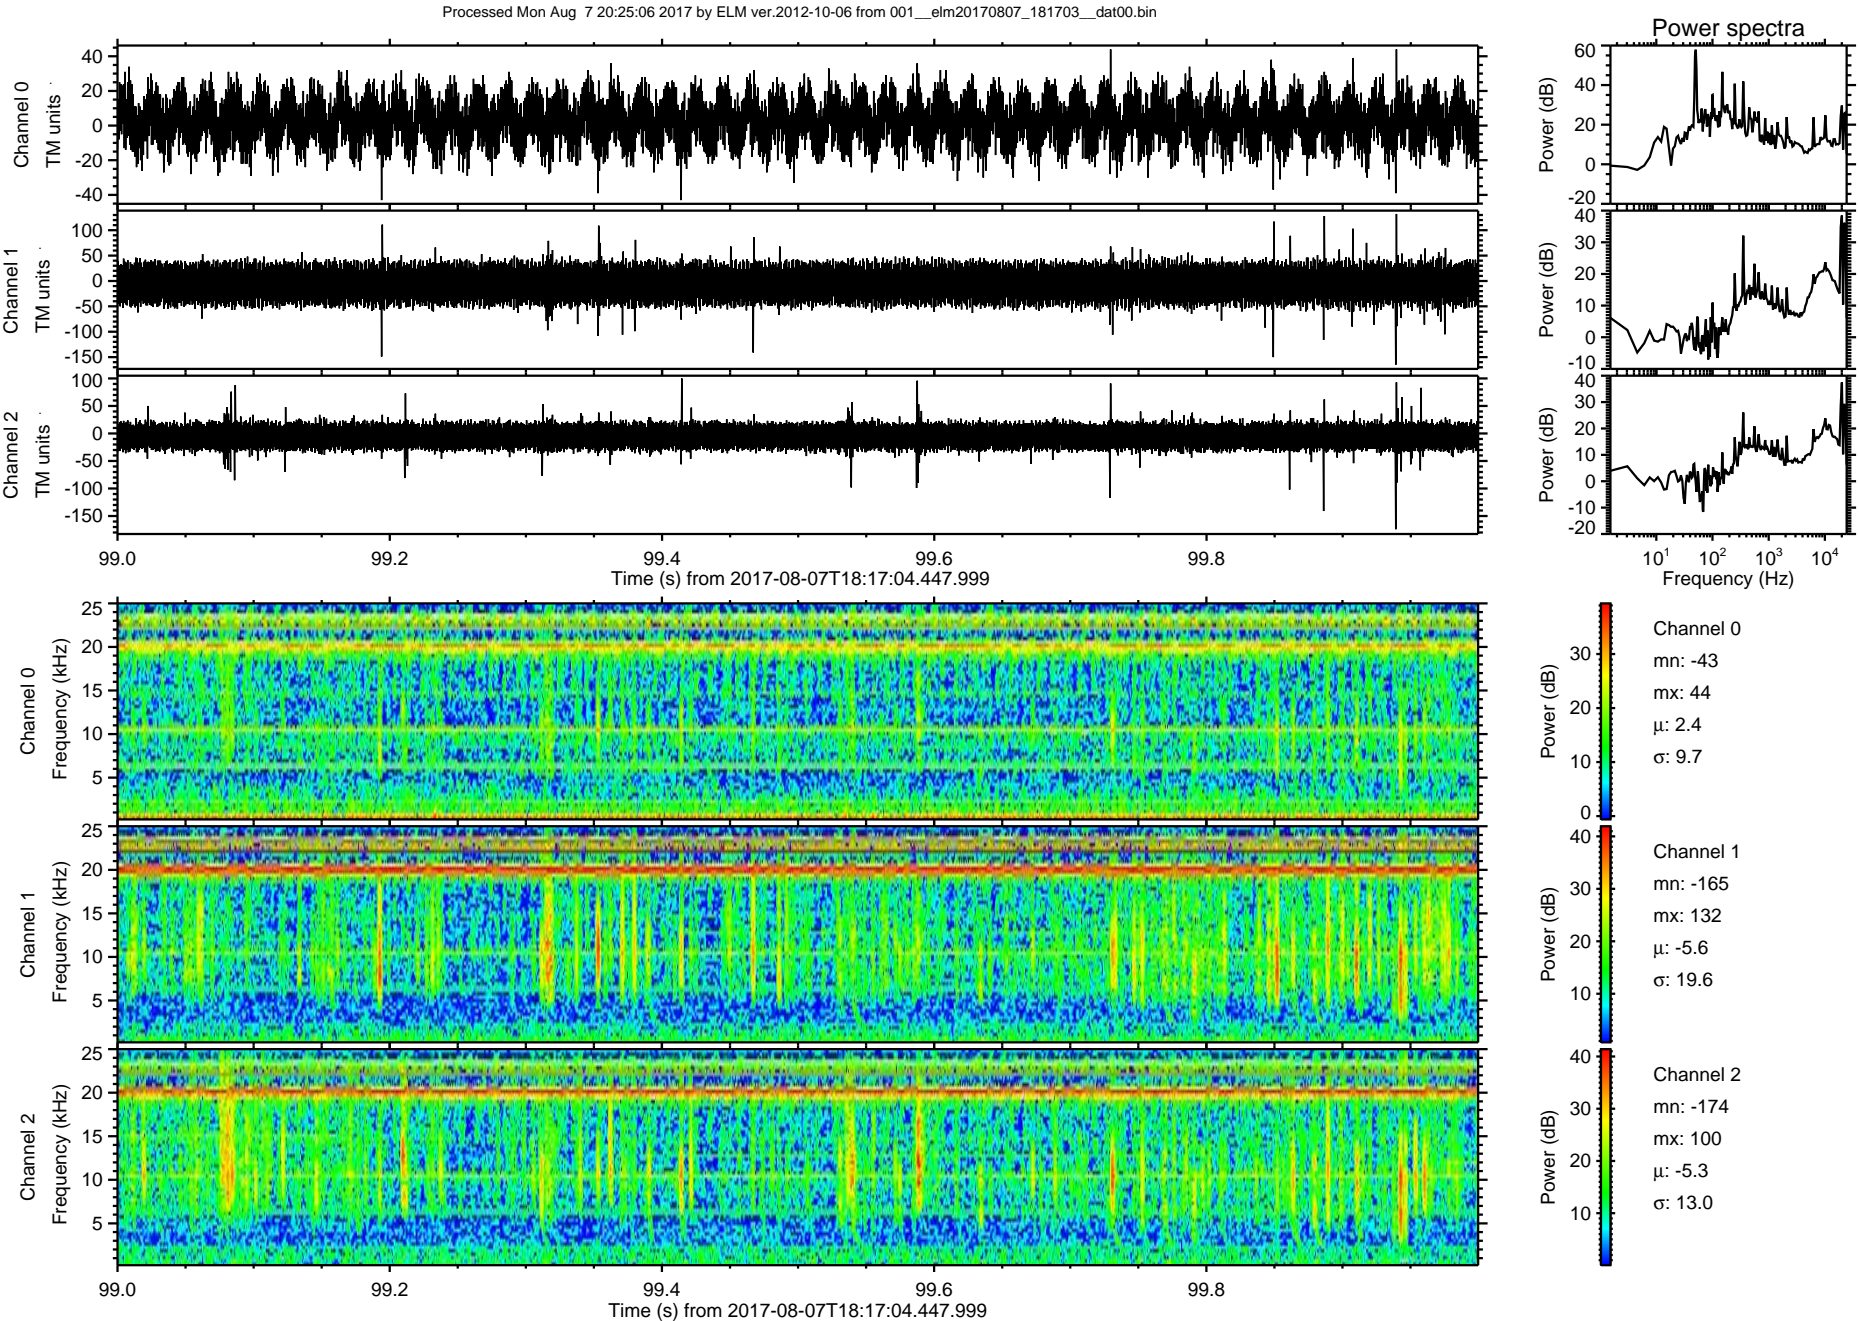 Processed Mon Aug  7 20:25:06 2017 by ELM ver.2012-10-06 from 001__elm20170807_181703__dat00.bin
Power spectra
Channel 0
TM units
40
20
0
-20
-40
Power (dB)
60
40
20
0
-20
Channel 1
TM units
100
50
0
-50
-100
-150
Power (dB)
40
30
20
10
0
-10
Channel 2
TM units
100
50
0
-50
-100
-150
Power (dB)
40
30
20
10
0
-10
-20
99.0 99.2 99.4 99.6 99.8
Time (s) from 2017-08-07T18:17:04.447.999
10^1 10^2 10^3 10^4
Frequency (Hz)
Channel 0
Frequency (kHz)
25
20
15
10
5
Power (dB)
30
20
10
0
Channel 0
mn: -43
mx: 44
μ: 2.4
σ: 9.7
Channel 1
Frequency (kHz)
25
20
15
10
5
Power (dB)
40
30
20
10
Channel 1
mn: -165
mx: 132
μ: -5.6
σ: 19.6
Channel 2
Frequency (kHz)
25
20
15
10
5
Power (dB)
40
30
20
10
Channel 2
mn: -174
mx: 100
μ: -5.3
σ: 13.0
99.0 99.2 99.4 99.6 99.8
Time (s) from 2017-08-07T18:17:04.447.999